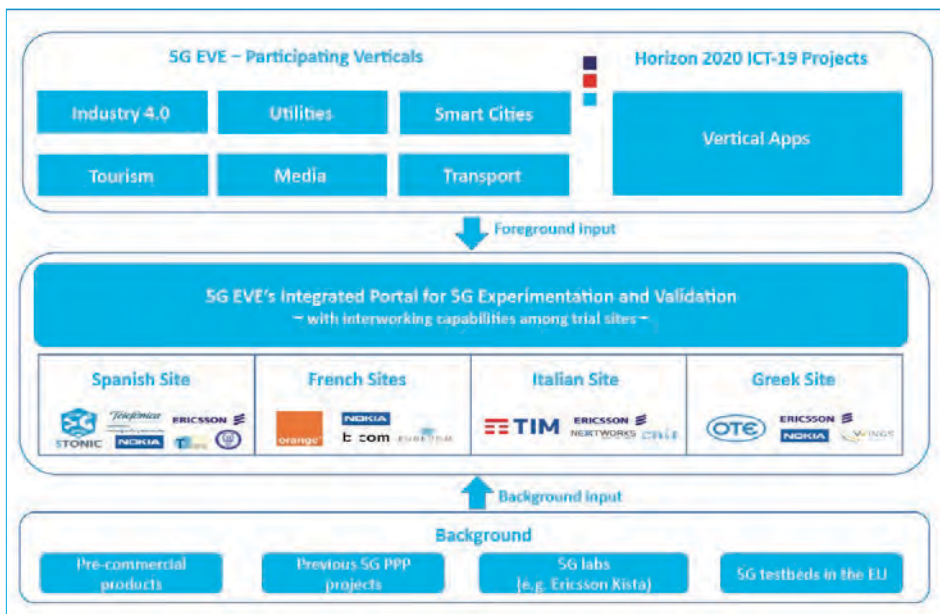 5G EVE – Participating Verticals
Horizon 2020 ICT-19 Projects
Industry 4.0
Utilities
Smart Cities
Vertical Apps
Tourism
Media
Transport
Foreground input
5G EVE's Integrated Portal for 5G Experimentation and Validation
– with interworking capabilities among trial sites –
Spanish Site
French Sites
Italian Site
Greek Site
5G
Telefónica
ERICSSON
5TONIC
NOKIA
orange
NOKIA
b com
EURECOM
TIM
ERICSSON
NEXTWORKS
cnit
OTE
ERICSSON
NOKIA
WINGS
Background input
Background
Pre-commercial
products
Previous 5G PPP
projects
5G labs
(e.g. Ericsson Kista)
5G testbeds in the EU